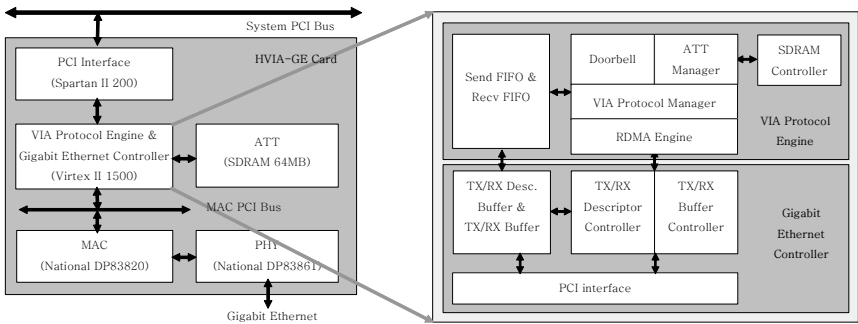 System PCI Bus
HVIA-GE Card
PCI Interface
(Spartan II 200)
VIA Protocol Engine &
Gigabit Ethernet Controller
(Virtex II 1500)
ATT
(SDRAM 64MB)
MAC PCI Bus
MAC
(National DP83820)
PHY
(National DP83861)
Gigabit Ethernet
Send FIFO &
Recv FIFO
Doorbell
ATT
Manager
SDRAM
Controller
VIA Protocol Manager
RDMA Engine
VIA Protocol
Engine
TX/RX Desc.
Buffer &
TX/RX Buffer
TX/RX
Descriptor
Controller
TX/RX
Buffer
Controller
Gigabit
Ethernet
Controller
PCI interface